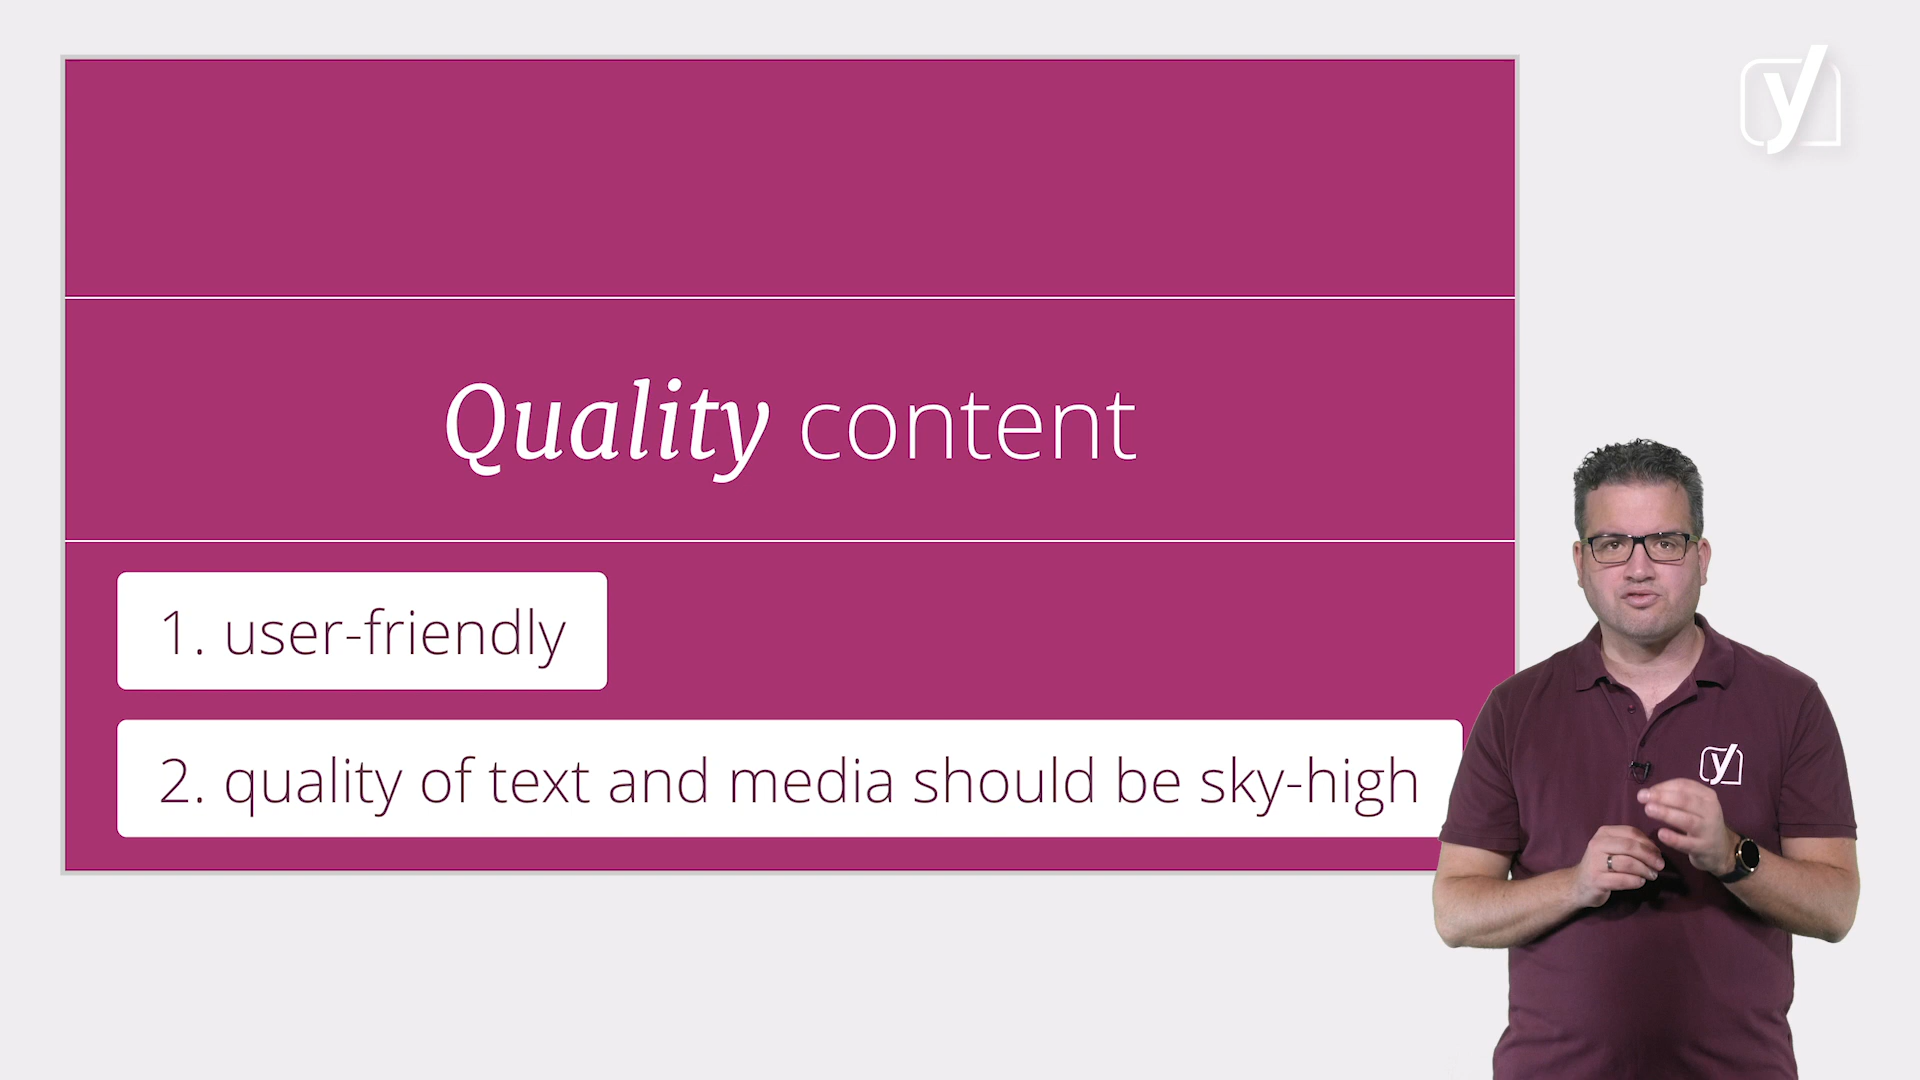 y
Quality content
1. user-friendly
2. quality of text and media should be sky-high
y